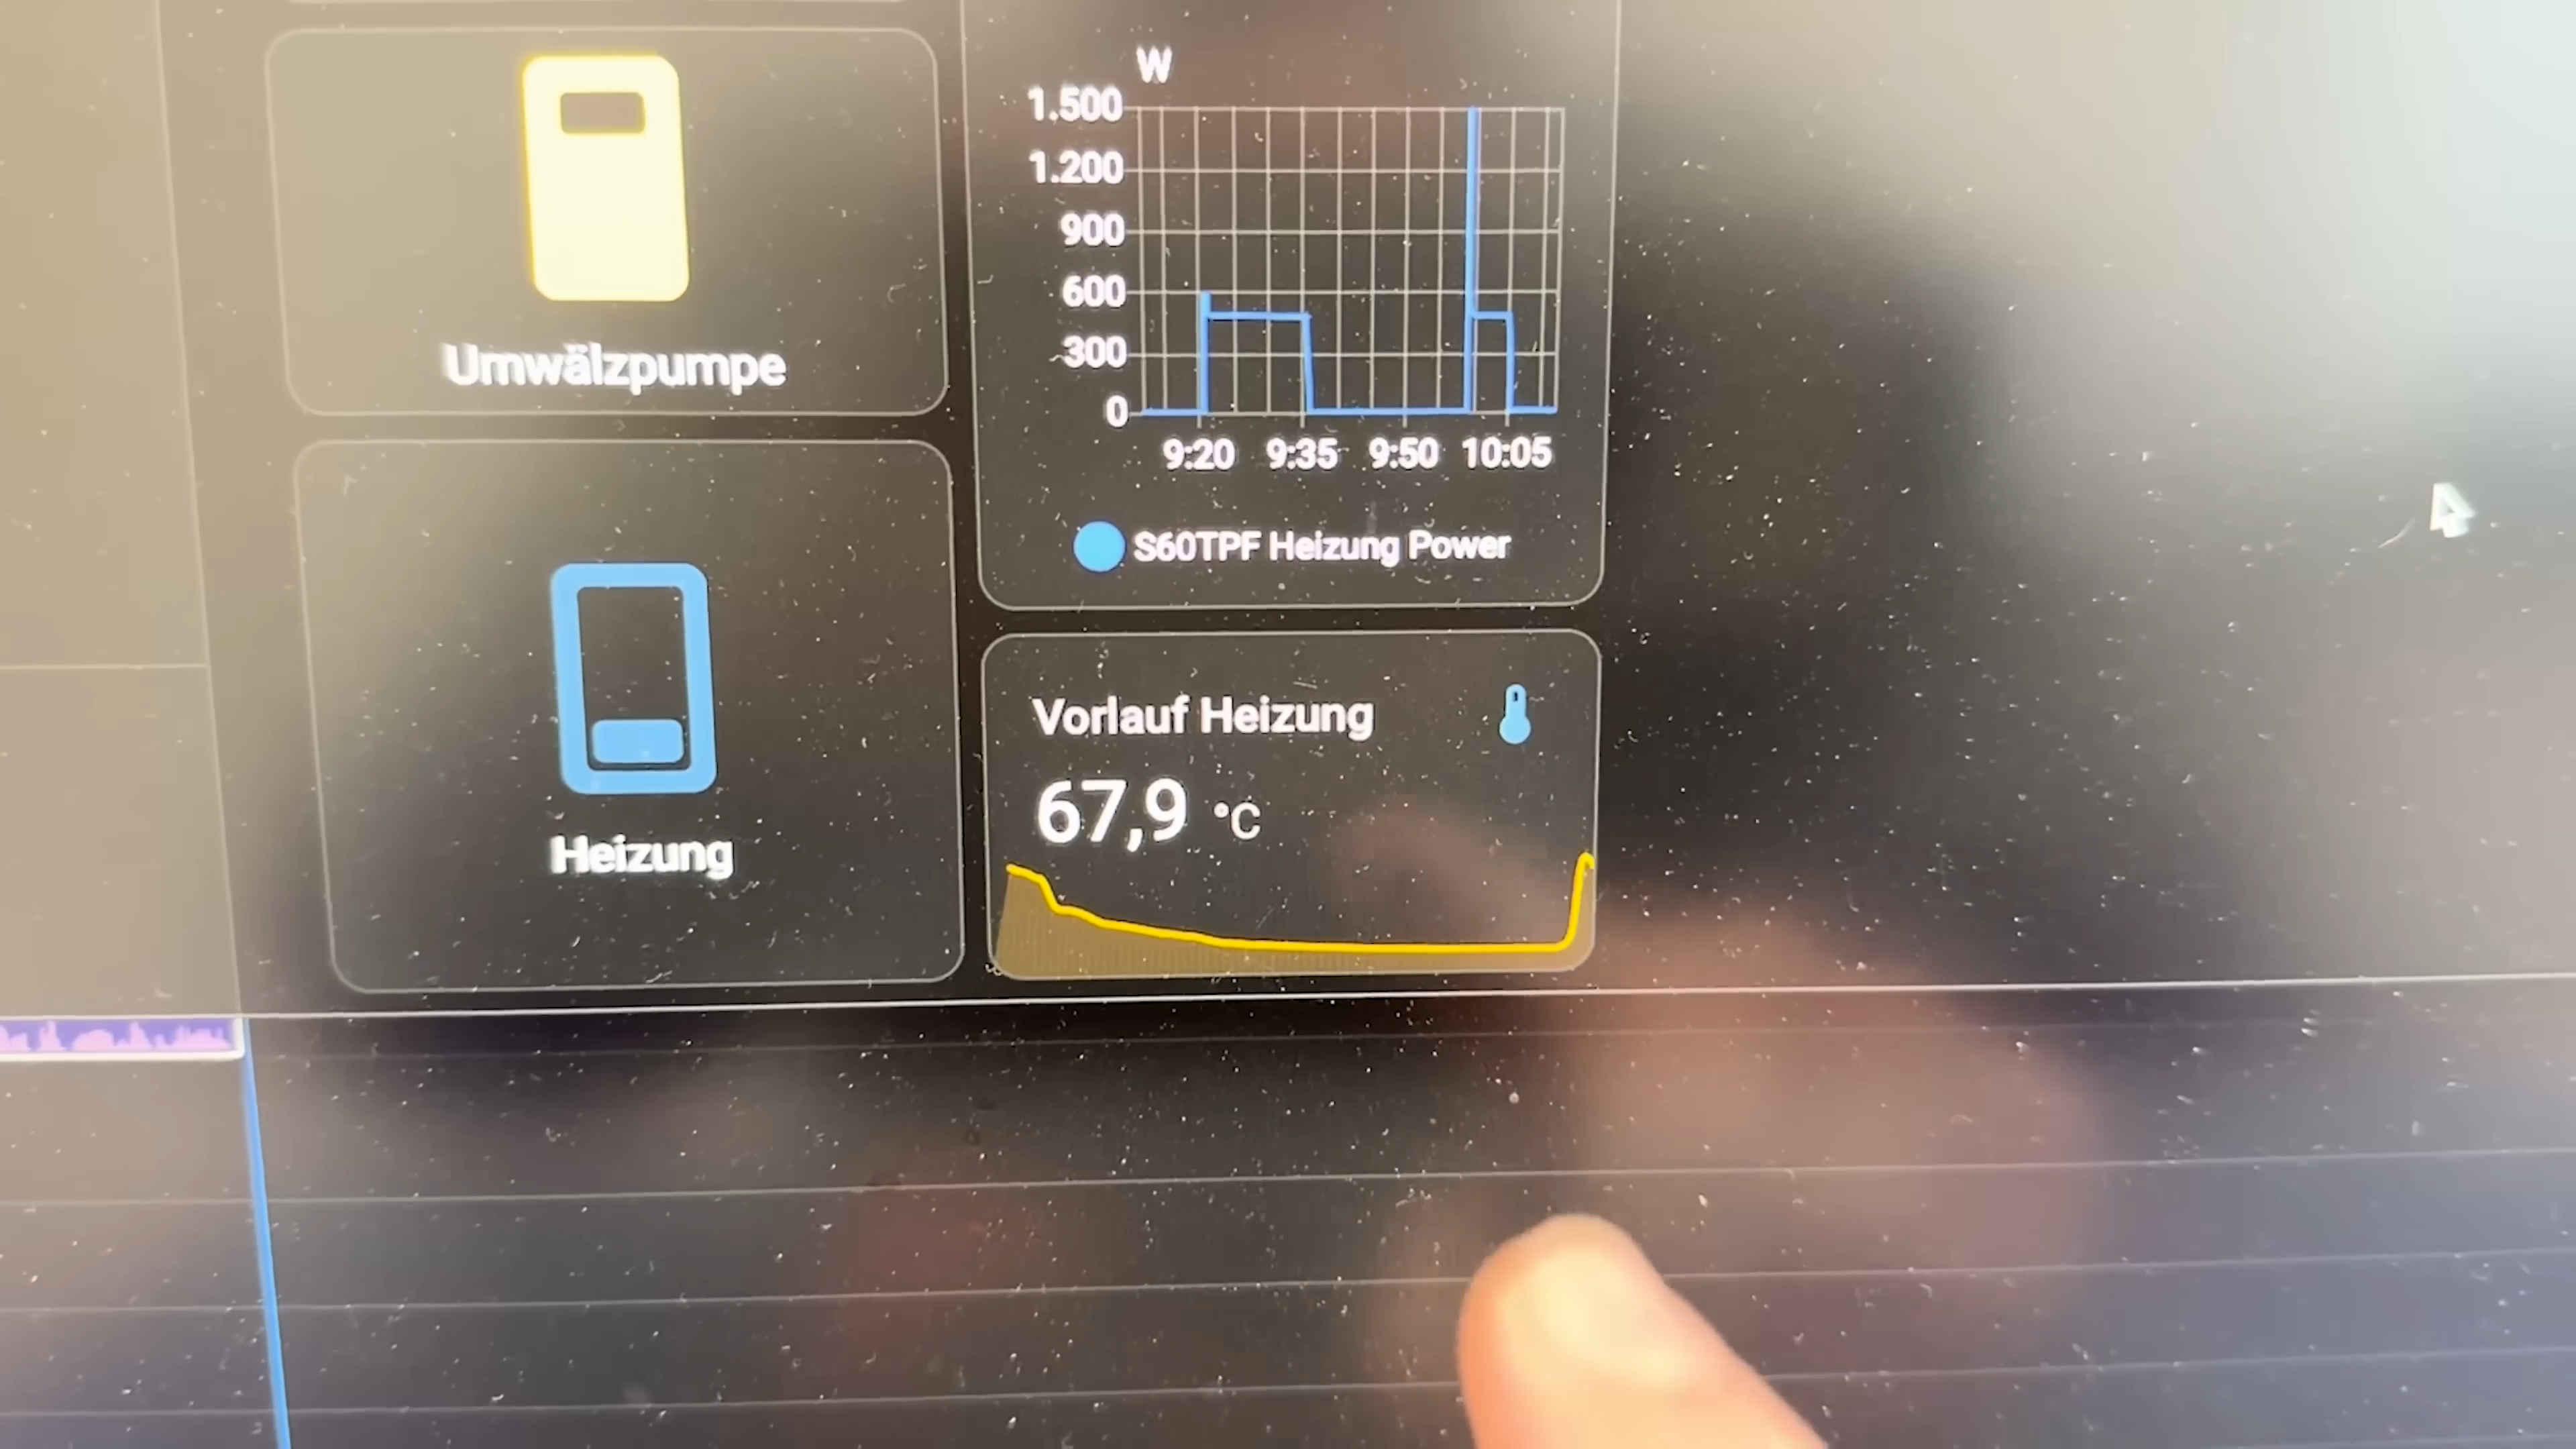 Umwälzpumpe
Heizung
W
1.500
1.200
900
600
300
0
9:20 9:35 9:50 10:05
S60TPF Heizung Power
Vorlauf Heizung
67,9 °C